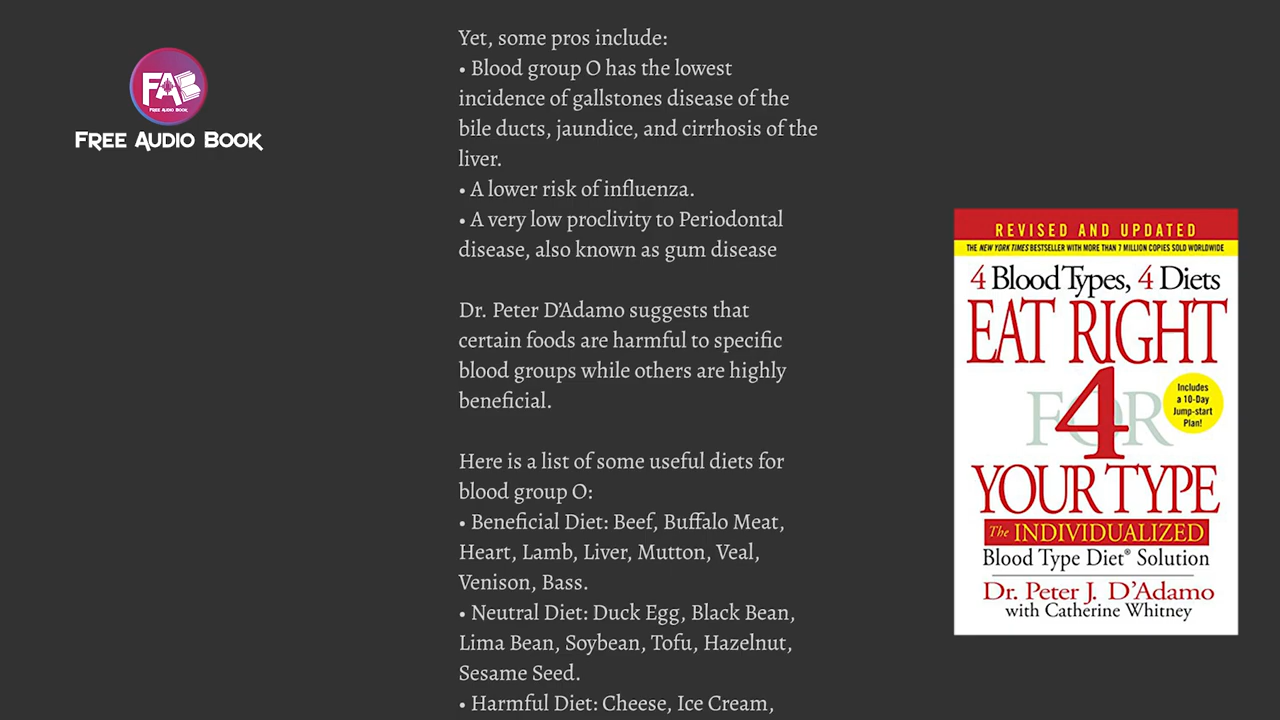 FAB
FREE AUDIO BOOK
FREE AUDIO BOOK
Yet, some pros include:
• Blood group O has the lowest
incidence of gallstones disease of the
bile ducts, jaundice, and cirrhosis of the
liver.
• A lower risk of influenza.
• A very low proclivity to Periodontal
disease, also known as gum disease
Dr. Peter D’Adamo suggests that
certain foods are harmful to specific
blood groups while others are highly
beneficial.
Here is a list of some useful diets for
blood group O:
• Beneficial Diet: Beef, Buffalo Meat,
Heart, Lamb, Liver, Mutton, Veal,
Venison, Bass.
• Neutral Diet: Duck Egg, Black Bean,
Lima Bean, Soybean, Tofu, Hazelnut,
Sesame Seed.
• Harmful Diet: Cheese, Ice Cream,
REVISED AND UPDATED
THE NEW YORK TIMES BESTSELLER WITH MORE THAN 7 MILLION COPIES SOLD WORLDWIDE
4 Blood Types, 4 Diets
EAT RIGHT
FOR
4
Includes
a 10-Day
Jump-start
Plan!
YOUR TYPE
The INDIVIDUALIZED
Blood Type Diet® Solution
Dr. Peter J. D’Adamo
with Catherine Whitney